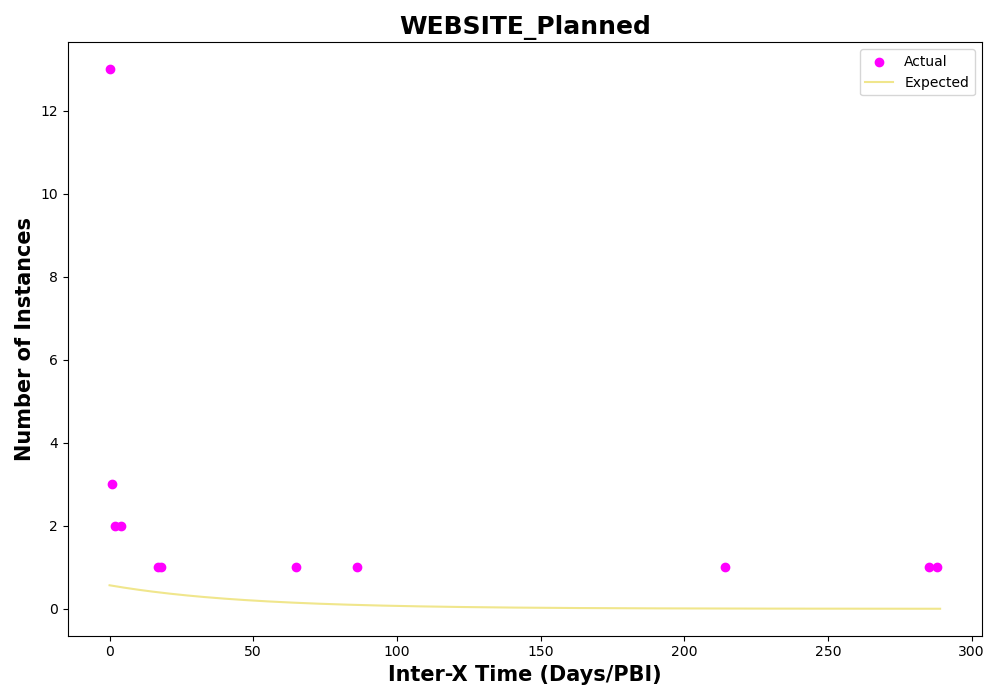 WEBSITE_Planned
Actual
Expected
Number of Instances
12
10
8
6
4
2
0
0 50 100 150 200 250 300
Inter-X Time (Days/PBI)